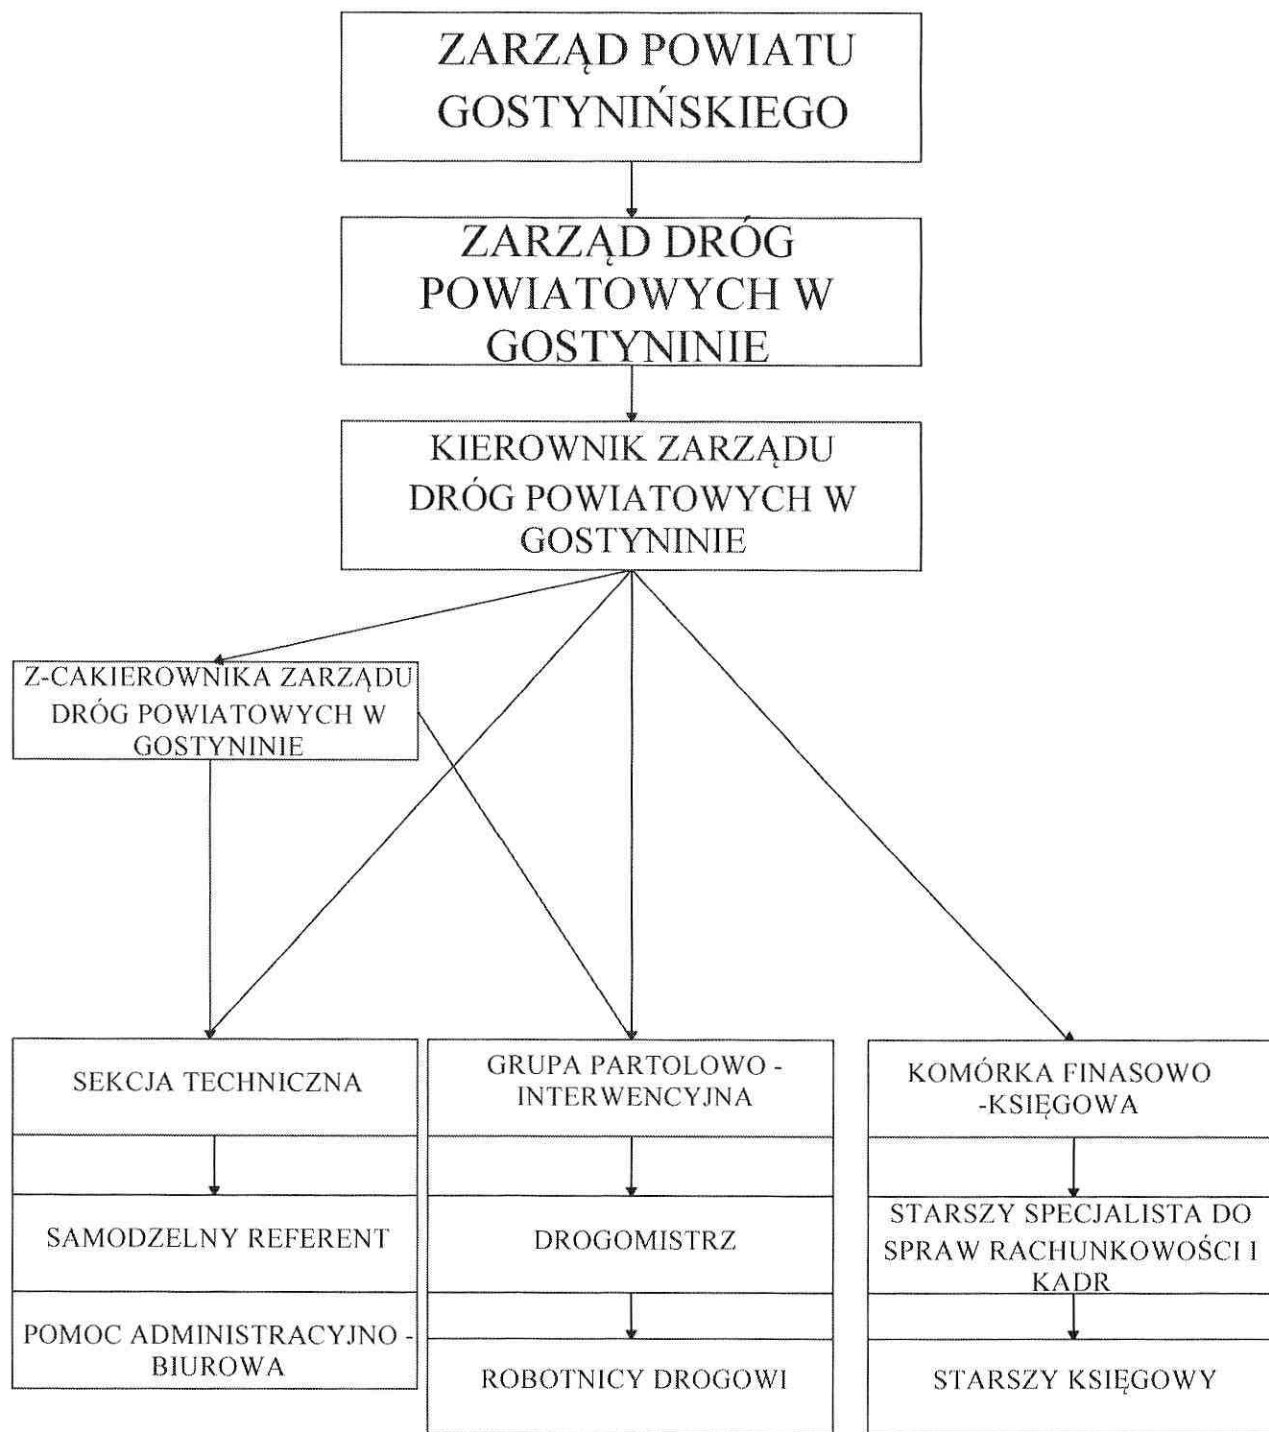 ZARZĄD POWIATU
GOSTYNIŃSKIEGO
ZARZĄD DRÓG
POWIATOWYCH W
GOSTYNINIE
KIEROWNIK ZARZĄDU
DRÓG POWIATOWYCH W
GOSTYNINIE
Z-CAKIEROWNIKA ZARZĄDU
DRÓG POWIATOWYCH W
GOSTYNINIE
SEKCJA TECHNICZNA
SAMODZELNY REFERENT
POMOC ADMINISTRACYJNO -
BIUROWA
GRUPA PARTOLOWO -
INTERWENCYJNA
DROGOMISTRZ
ROBOTNICY DROGOWI
KOMÓRKA FINASOWO
-KSIĘGOWA
STARSZY SPECJALISTA DO
SPRAW RACHUNKOWOŚCI I
KADR
STARSZY KSIĘGOWY